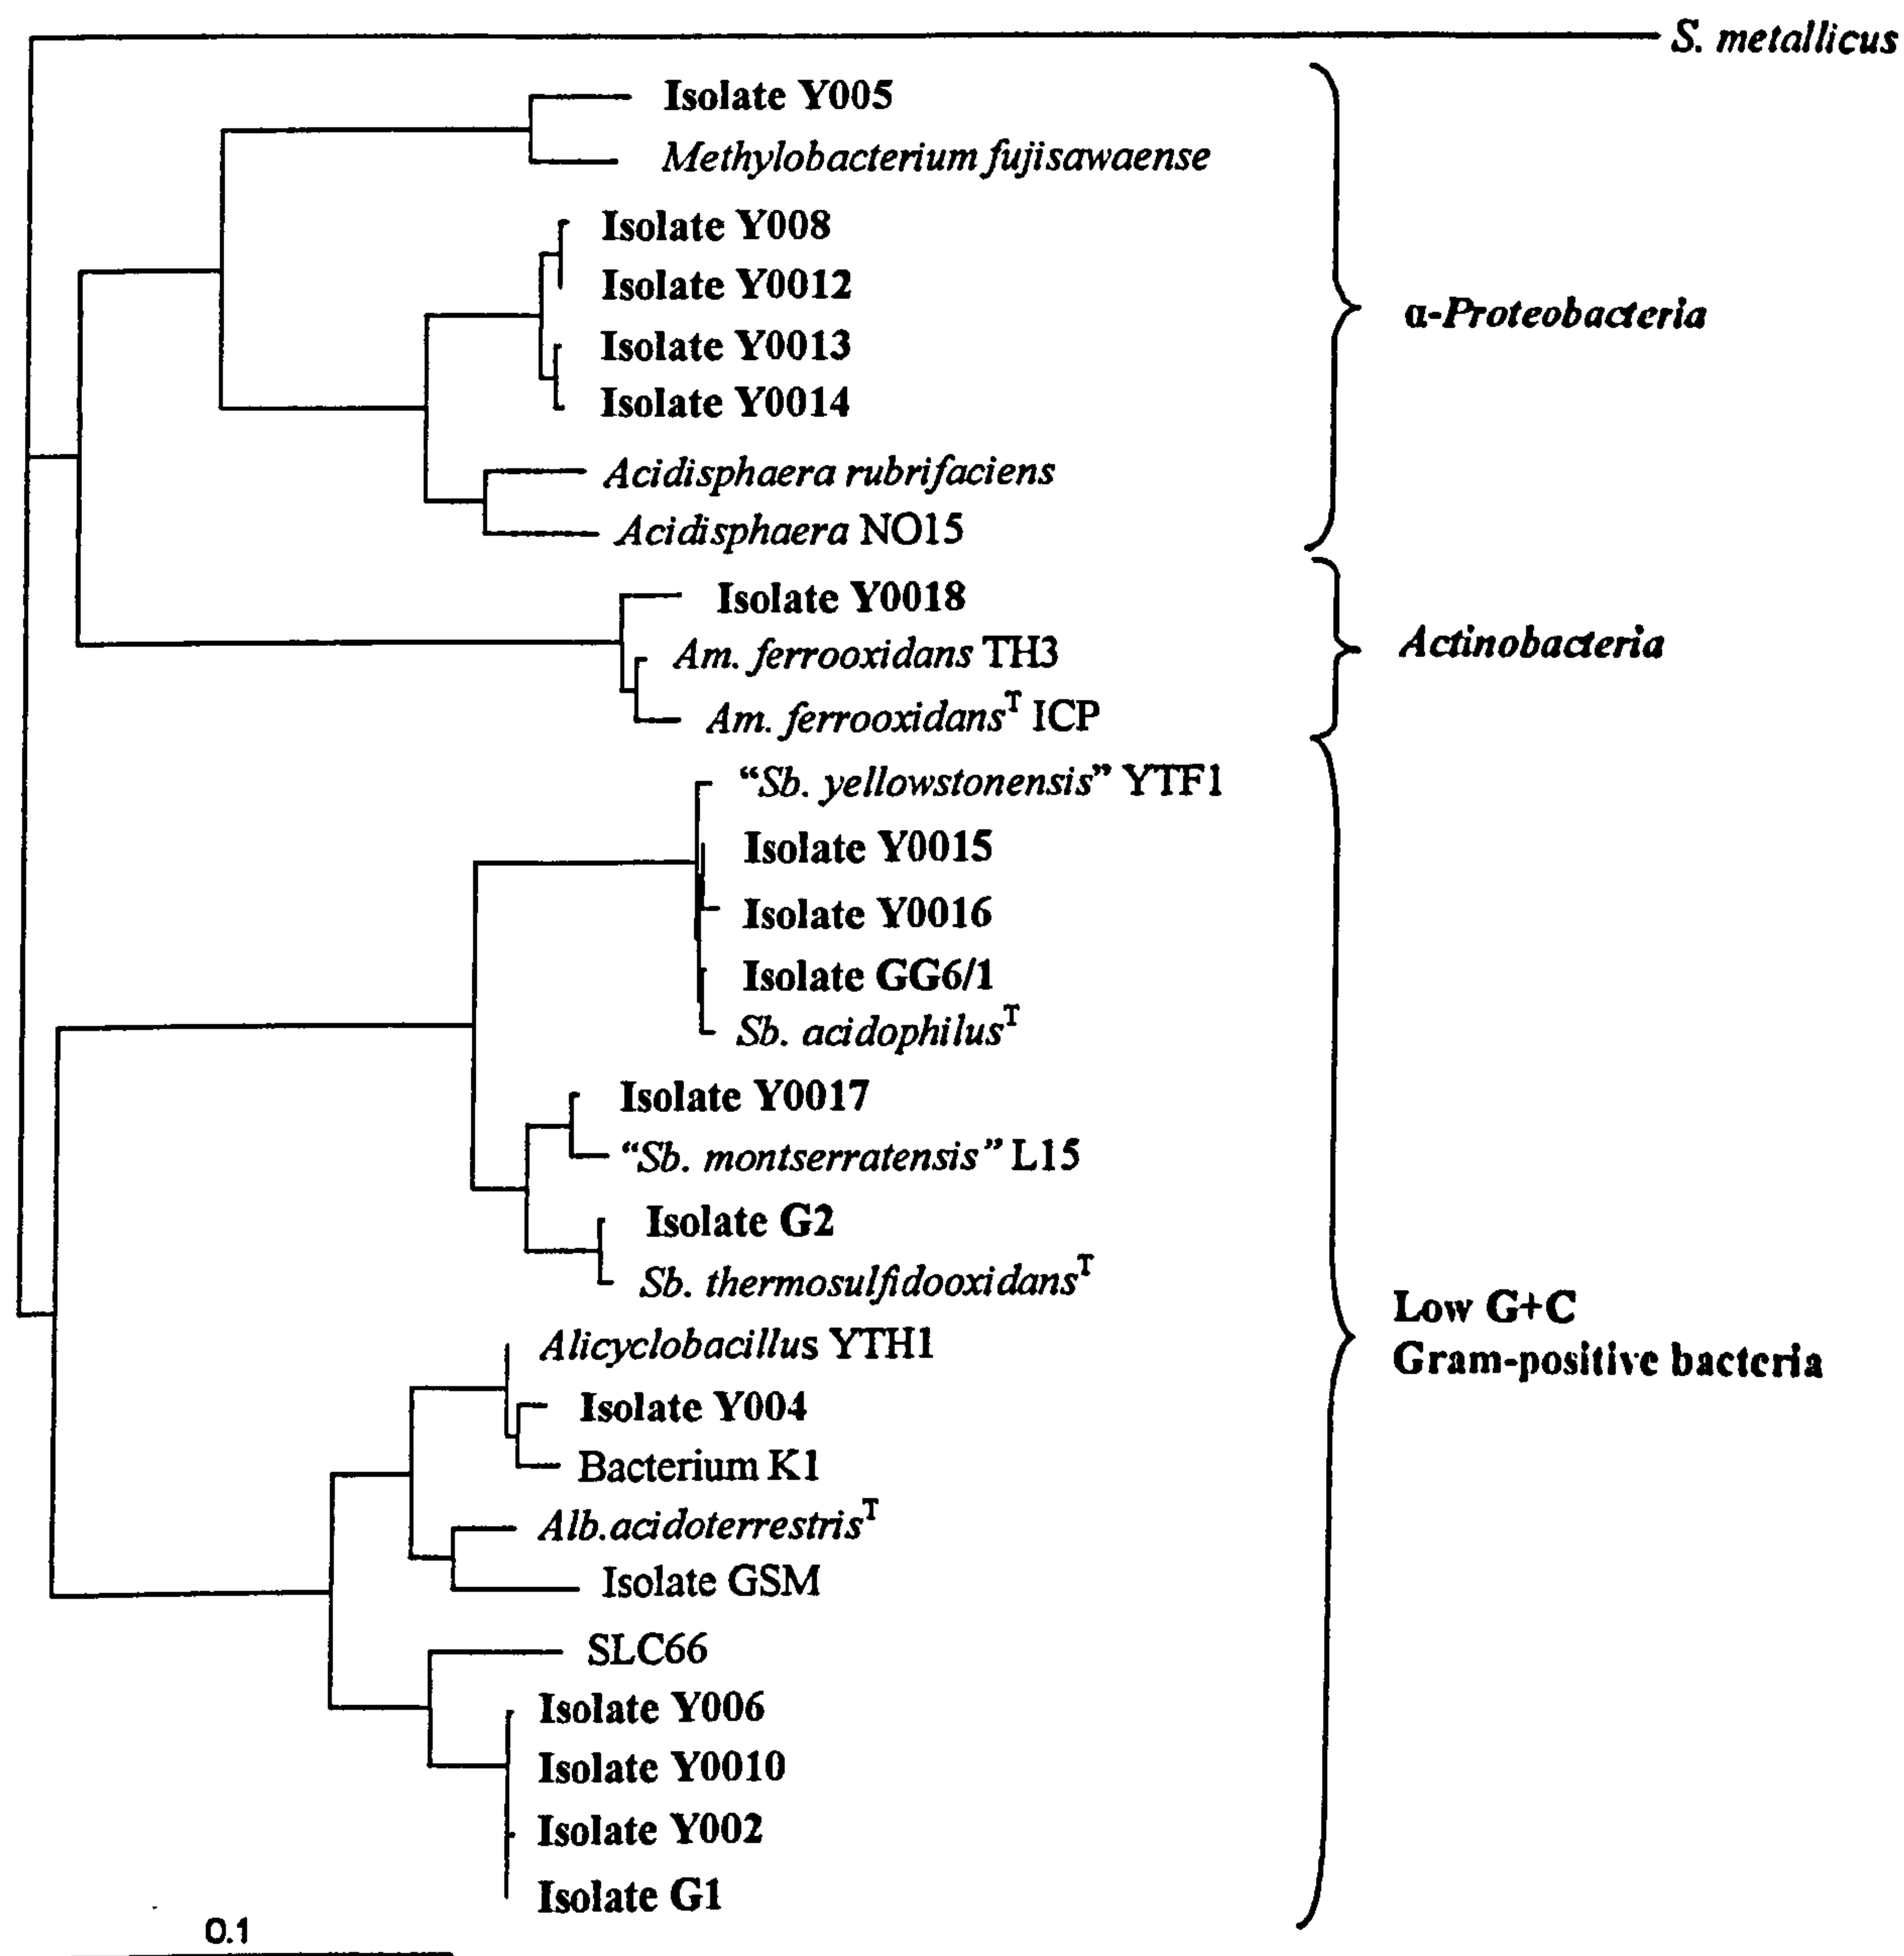 S. metallicus
Isolate Y005
Methylobacterium fujisawaense
Isolate Y008
Isolate Y0012
Isolate Y0013
Isolate Y0014
α-Proteobacteria
Acidisphaera rubrifaciens
Acidisphaera NO15
Isolate Y0018
Am. ferrooxidans TH3
Actinobacteria
Am. ferrooxidansᵀ ICP
“Sb. yellowstonensis” YTF1
Isolate Y0015
Isolate Y0016
Isolate GG6/1
Sb. acidophilusᵀ
Isolate Y0017
“Sb. montserratensis” L15
Isolate G2
Sb. thermosulfidooxidansᵀ
Low G+C
Gram-positive bacteria
Alicyclobacillus YTH1
Isolate Y004
Bacterium K1
Alb.acidoterrestrisᵀ
Isolate GSM
SLC66
Isolate Y006
Isolate Y0010
Isolate Y002
Isolate G1
0.1